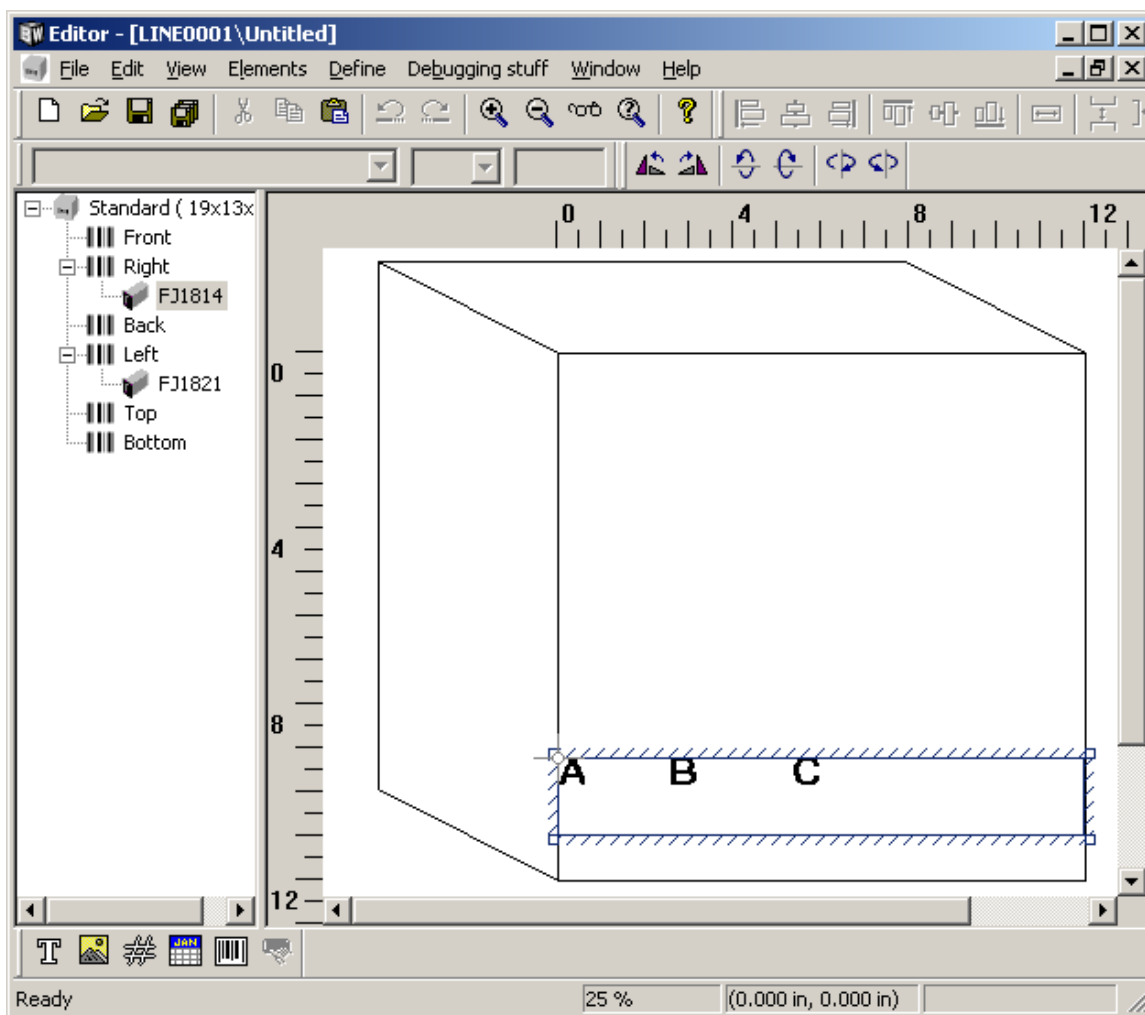 Editor - [LINE0001\Untitled]
File Edit View Elements Define Debugging stuff Window Help
Standard ( 19x13x
Front
Right
FJ1814
Back
Left
FJ1821
Top
Bottom
0 4 8 12
0
4
8
12
A B C
JAN
Ready 25 % (0.000 in, 0.000 in)